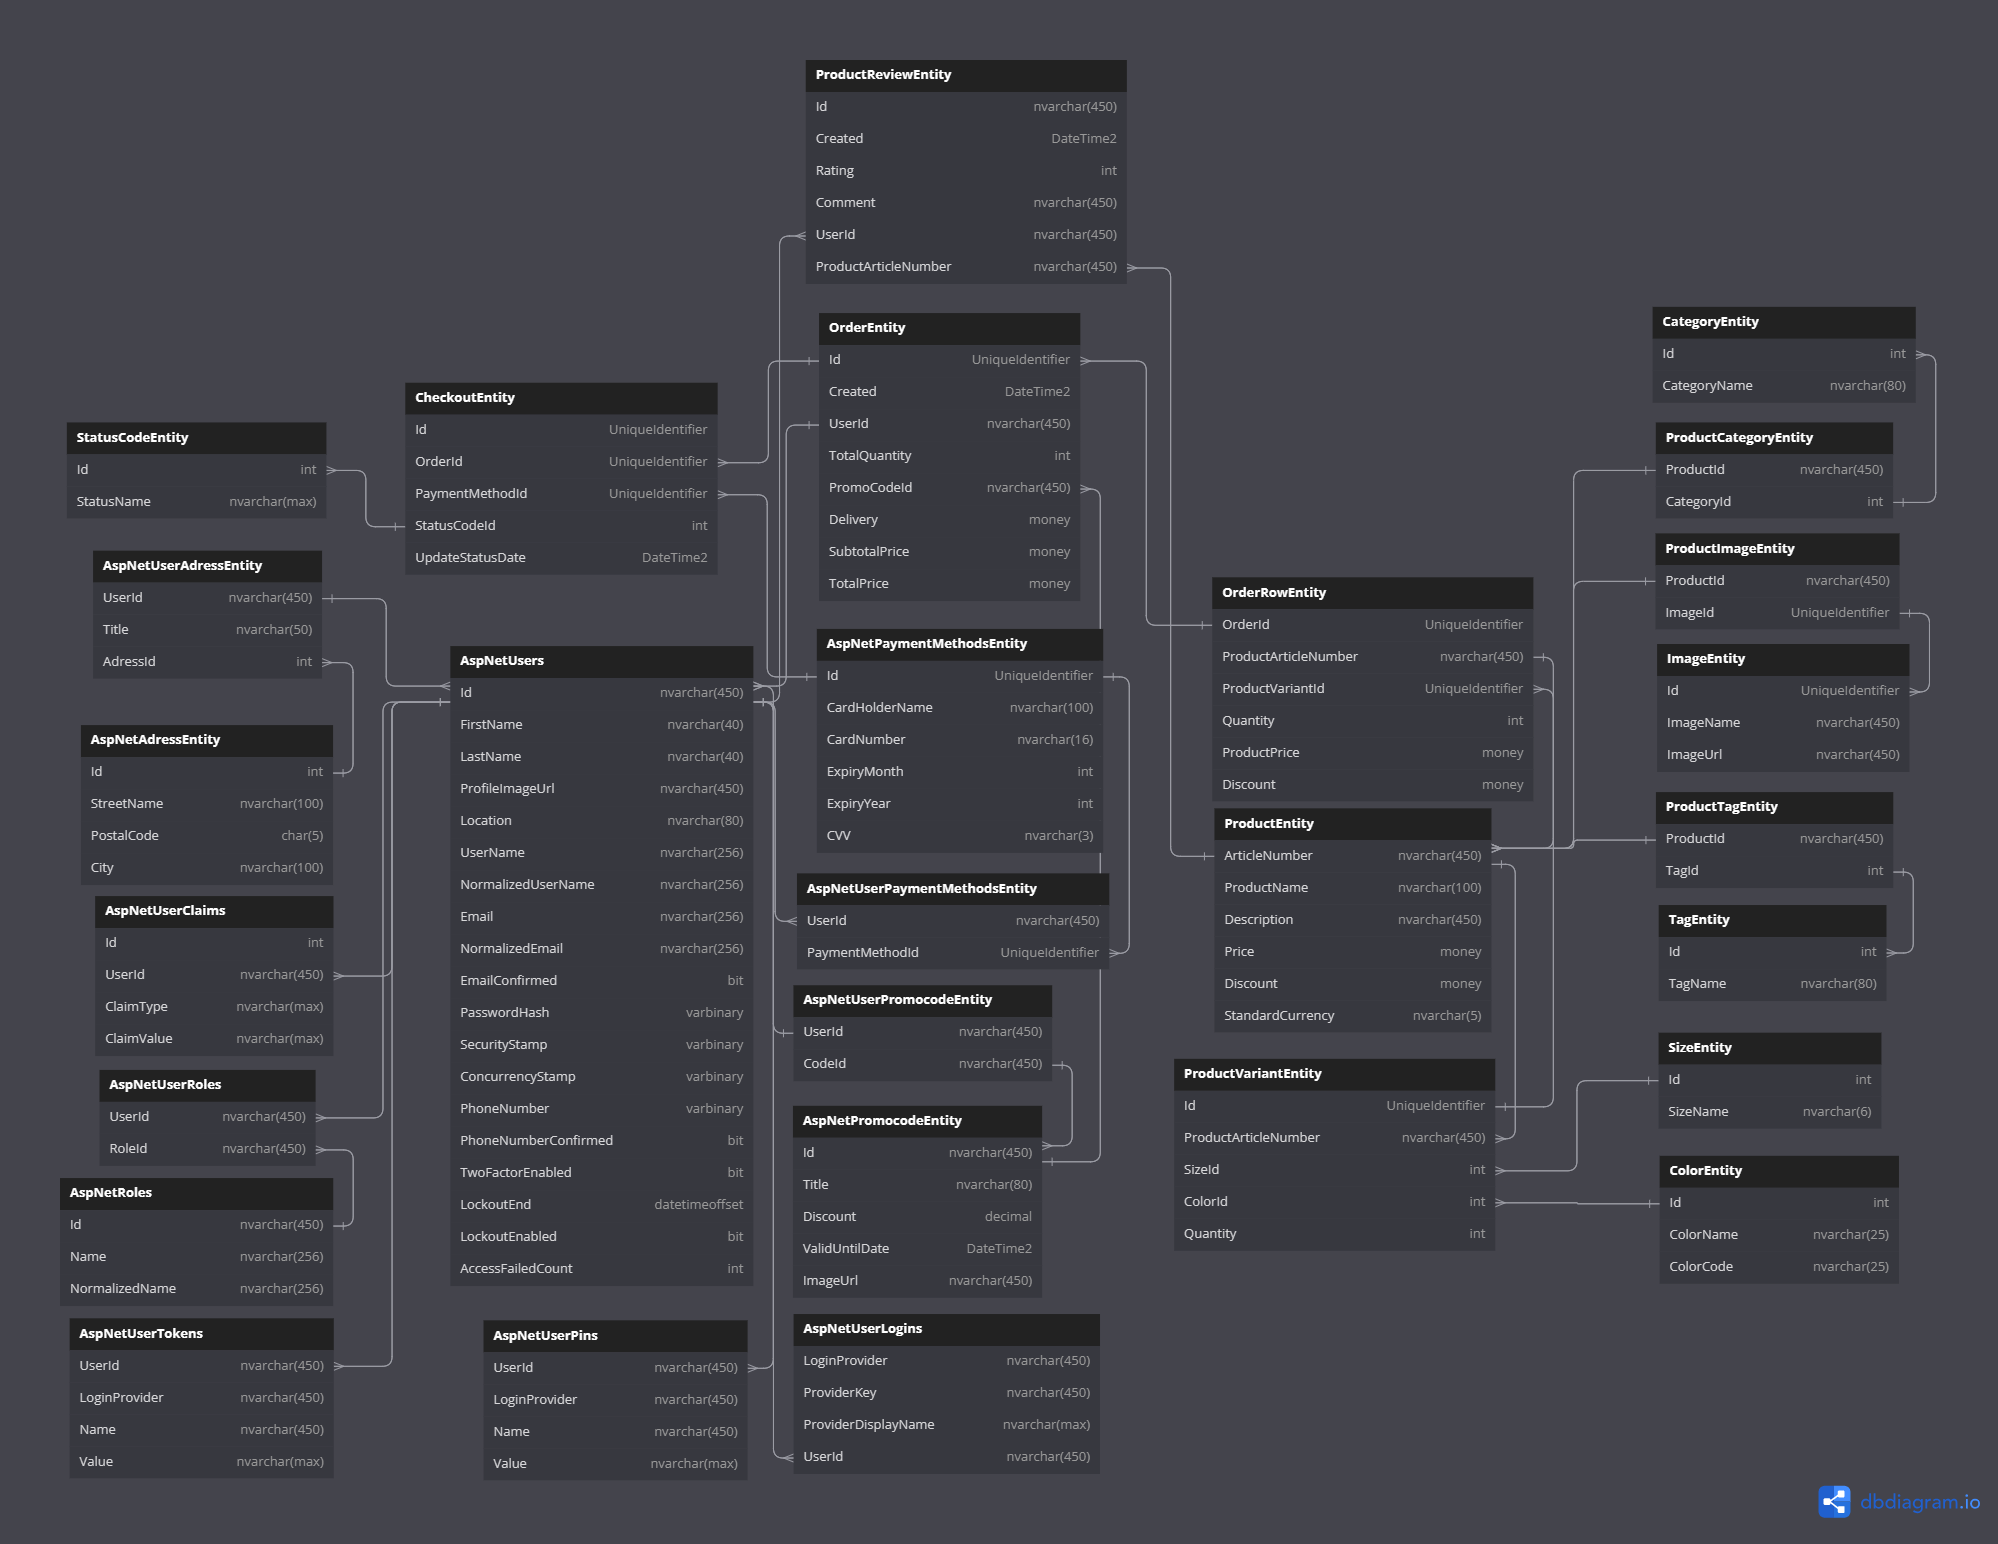 ProductReviewEntity
Id nvarchar(450)
Created DateTime2
Rating int
Comment nvarchar(450)
UserId nvarchar(450)
ProductArticleNumber nvarchar(450)
OrderEntity
Id UniqueIdentifier
Created DateTime2
UserId nvarchar(450)
TotalQuantity int
PromoCodeId nvarchar(450)
Delivery money
SubtotalPrice money
TotalPrice money
CategoryEntity
Id int
CategoryName nvarchar(80)
CheckoutEntity
Id UniqueIdentifier
OrderId UniqueIdentifier
PaymentMethodId UniqueIdentifier
StatusCodeId int
UpdateStatusDate DateTime2
StatusCodeEntity
Id int
StatusName nvarchar(max)
ProductCategoryEntity
ProductId nvarchar(450)
CategoryId int
ProductImageEntity
ProductId nvarchar(450)
ImageId UniqueIdentifier
AspNetUserAdressEntity
UserId nvarchar(450)
Title nvarchar(50)
AdressId int
OrderRowEntity
OrderId UniqueIdentifier
ProductArticleNumber nvarchar(450)
ProductVariantId UniqueIdentifier
Quantity int
ProductPrice money
Discount money
AspNetPaymentMethodsEntity
Id UniqueIdentifier
CardHolderName nvarchar(100)
CardNumber nvarchar(16)
ExpiryMonth int
ExpiryYear int
CVV nvarchar(3)
ImageEntity
Id UniqueIdentifier
ImageName nvarchar(450)
ImageUrl nvarchar(450)
AspNetUsers
Id nvarchar(450)
FirstName nvarchar(40)
LastName nvarchar(40)
ProfileImageUrl nvarchar(450)
Location nvarchar(80)
UserName nvarchar(256)
NormalizedUserName nvarchar(256)
Email nvarchar(256)
NormalizedEmail nvarchar(256)
EmailConfirmed bit
PasswordHash varbinary
SecurityStamp varbinary
ConcurrencyStamp varbinary
PhoneNumber varbinary
PhoneNumberConfirmed bit
TwoFactorEnabled bit
LockoutEnd datetimeoffset
LockoutEnabled bit
AccessFailedCount int
AspNetAdressEntity
Id int
StreetName nvarchar(100)
PostalCode char(5)
City nvarchar(100)
ProductTagEntity
ProductId nvarchar(450)
TagId int
ProductEntity
ArticleNumber nvarchar(450)
ProductName nvarchar(100)
Description nvarchar(450)
Price money
Discount money
StandardCurrency nvarchar(5)
AspNetUserPaymentMethodsEntity
UserId nvarchar(450)
PaymentMethodId UniqueIdentifier
AspNetUserClaims
Id int
UserId nvarchar(450)
ClaimType nvarchar(max)
ClaimValue nvarchar(max)
TagEntity
Id int
TagName nvarchar(80)
AspNetUserPromocodeEntity
UserId nvarchar(450)
CodeId nvarchar(450)
SizeEntity
Id int
SizeName nvarchar(6)
ProductVariantEntity
Id UniqueIdentifier
ProductArticleNumber nvarchar(450)
SizeId int
ColorId int
Quantity int
AspNetUserRoles
UserId nvarchar(450)
RoleId nvarchar(450)
AspNetPromocodeEntity
Id nvarchar(450)
Title nvarchar(80)
Discount decimal
ValidUntilDate DateTime2
ImageUrl nvarchar(450)
ColorEntity
Id int
ColorName nvarchar(25)
ColorCode nvarchar(25)
AspNetRoles
Id nvarchar(450)
Name nvarchar(256)
NormalizedName nvarchar(256)
AspNetUserTokens
UserId nvarchar(450)
LoginProvider nvarchar(450)
Name nvarchar(450)
Value nvarchar(max)
AspNetUserPins
UserId nvarchar(450)
LoginProvider nvarchar(450)
Name nvarchar(450)
Value nvarchar(max)
AspNetUserLogins
LoginProvider nvarchar(450)
ProviderKey nvarchar(450)
ProviderDisplayName nvarchar(max)
UserId nvarchar(450)
dbdiagram.io